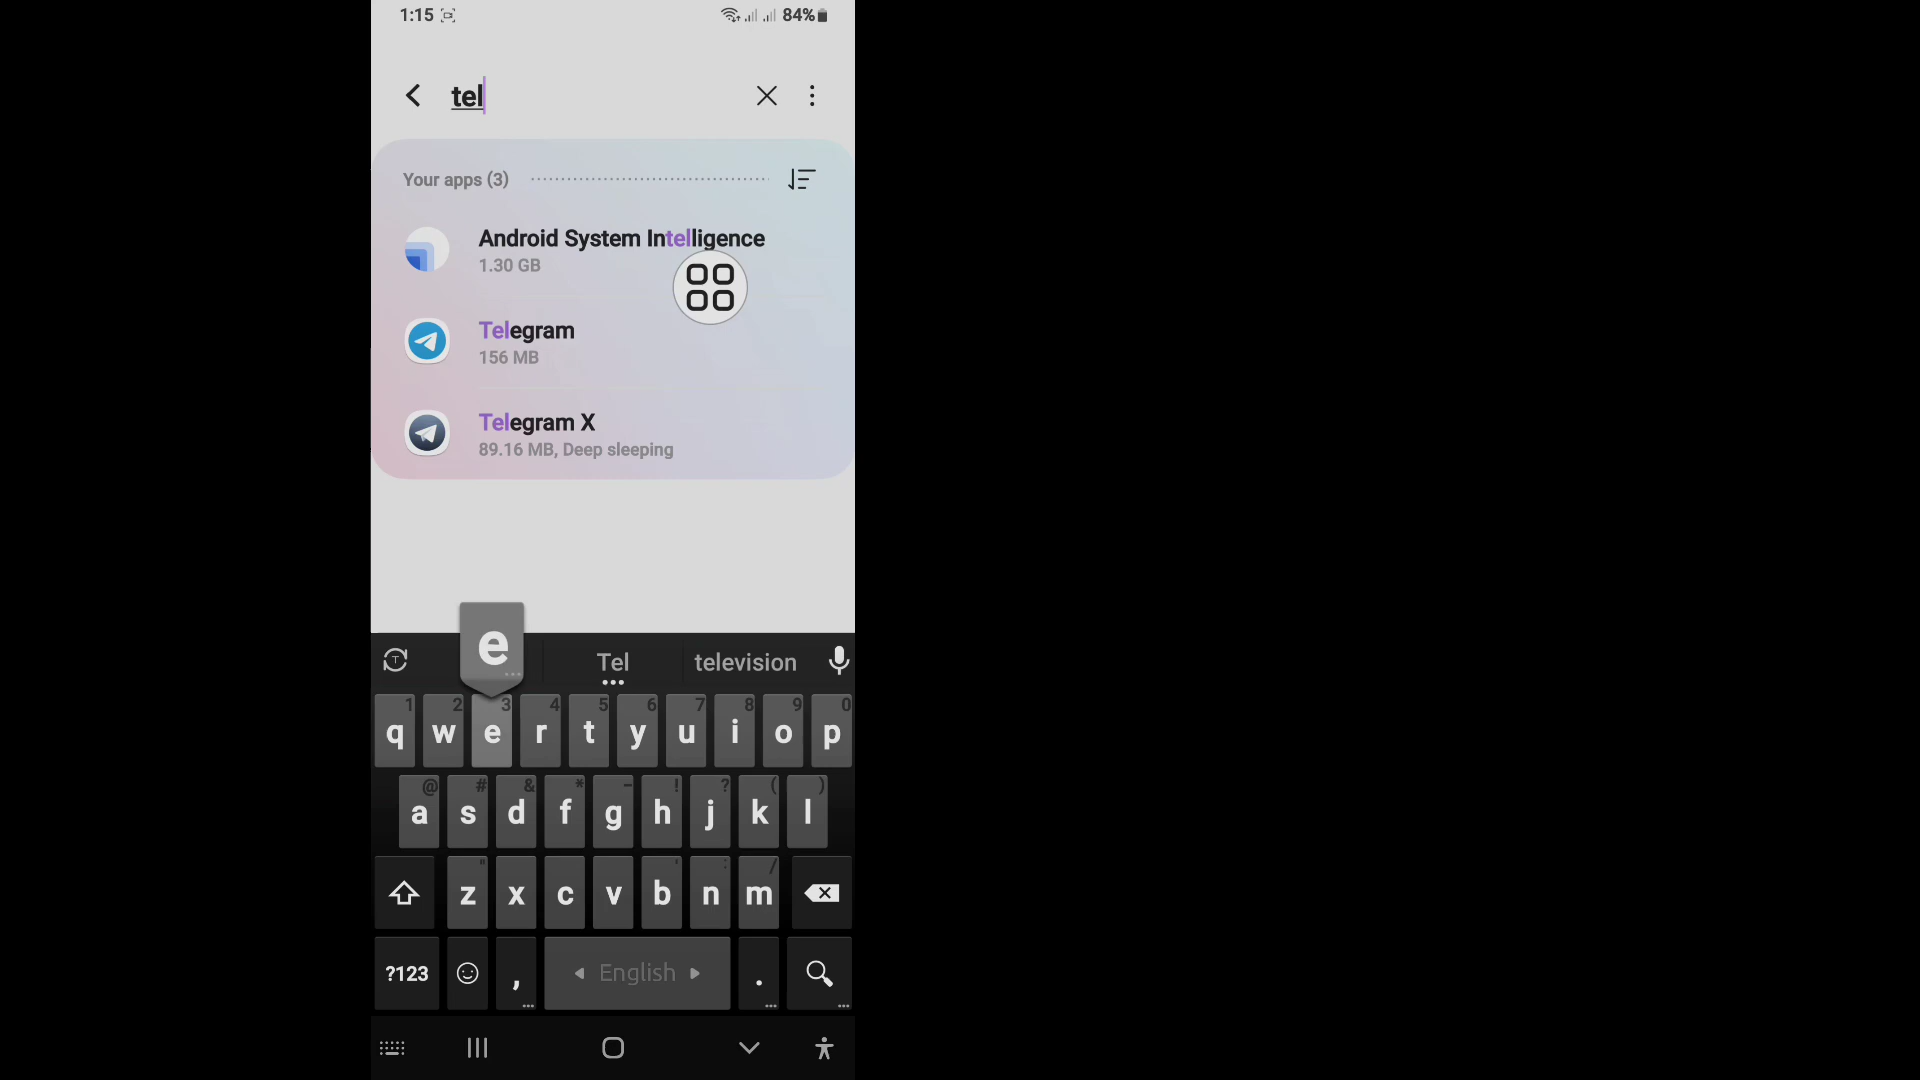 1:15 84%
tel
Your apps (3)
Android System Intelligence
1.30 GB
Telegram
156 MB
Telegram X
89.16 MB, Deep sleeping
e
Tel television
1 2 3 4 5 6 7 8 9 0
q w e r t y u i o p
@ # & * - ! ? ( )
a s d f g h j k l
" ' : /
z x c v b n m
?123 , English .